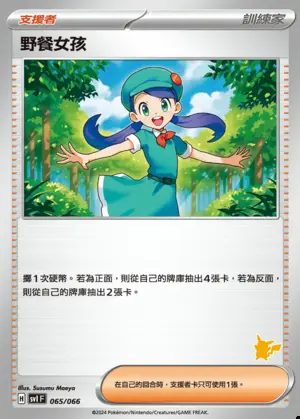 支援者 訓練家
野餐女孩
擲1次硬幣。若為正面，則從自己的牌庫抽出4張卡，若為反面，
則從自己的牌庫抽出2張卡。
Illus. Susumu Maeya
H svI F 065/066
在自己的回合時，支援者卡只可使用1張。
©2024 Pokémon/Nintendo/Creatures/GAME FREAK.